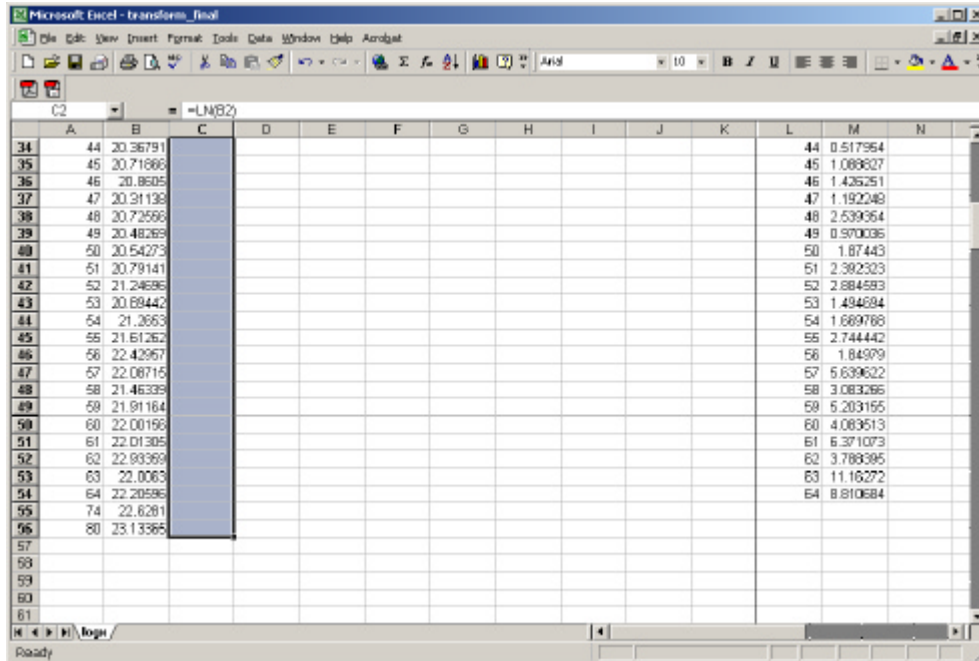 Microsoft Excel - transform_final
File Edit View Insert Format Tools Data Window Help Acrobat
Arial 10 B I U
C2 = =LN(B2)
A B C D E F G H I J K L M N
34 44 20.36791 44 0.517954
35 45 20.71866 45 1.088827
36 46 20.8605 46 1.426251
37 47 20.31138 47 1.192248
38 48 20.72556 48 2.539354
39 49 20.48269 49 0.970036
40 50 20.54273 50 1.87443
41 51 20.79141 51 2.392323
42 52 21.24696 52 2.884593
43 53 20.89442 53 1.494694
44 54 21.2653 54 1.669768
45 55 21.61262 55 2.744442
46 56 22.42957 56 1.84979
47 57 22.08715 57 5.639622
48 58 21.46339 58 3.083266
49 59 21.91164 59 5.203155
50 60 22.00156 60 4.083513
51 61 22.01305 61 6.371073
52 62 22.93369 62 3.788395
53 63 22.0063 63 11.16272
54 64 22.20596 64 8.810684
55 74 22.6281
56 80 23.13365
57
58
59
60
61
Ready